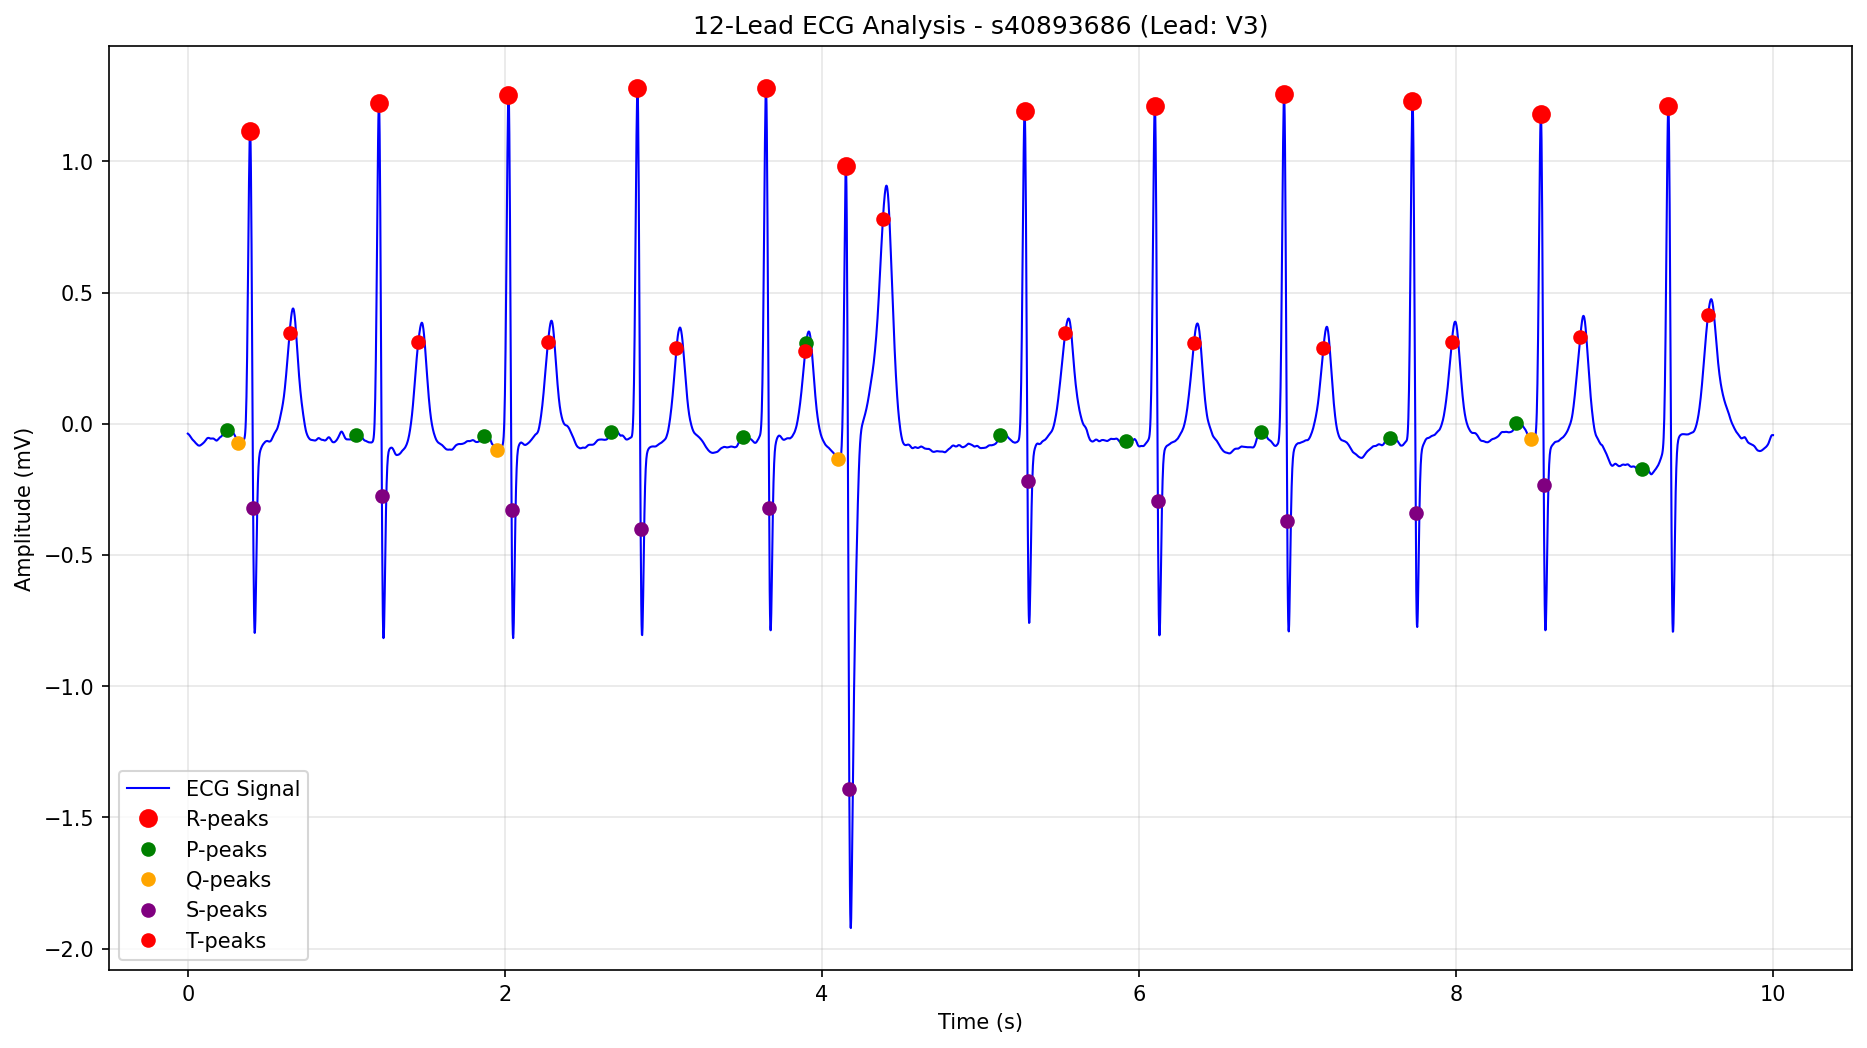 12-Lead ECG Analysis - s40893686 (Lead: V3)
Amplitude (mV)
1.0
0.5
0.0
−0.5
−1.0
−1.5
−2.0
ECG Signal
R-peaks
P-peaks
Q-peaks
S-peaks
T-peaks
0 2 4 6 8 10
Time (s)